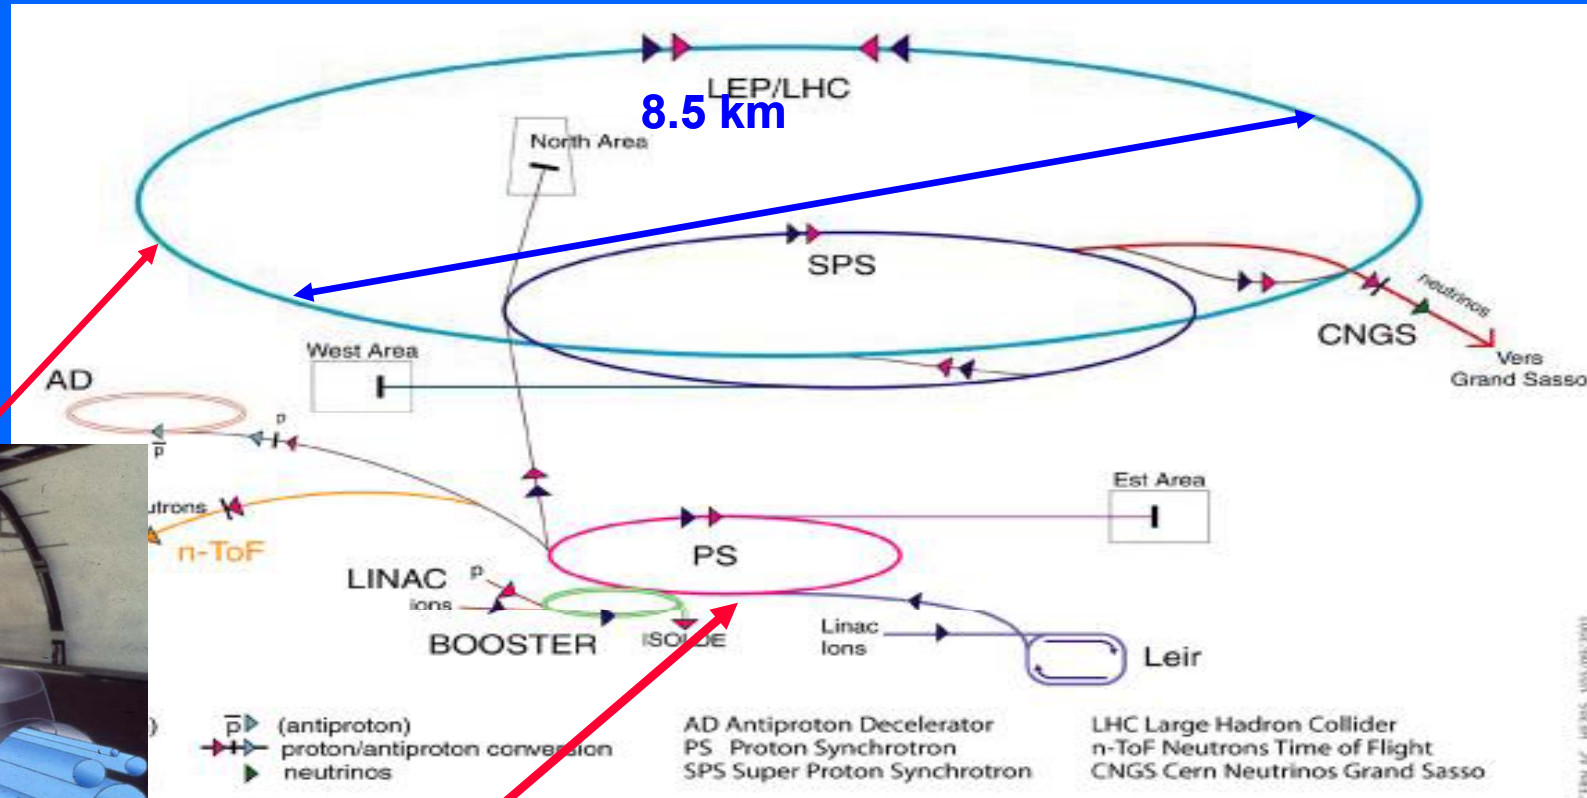 LEP/LHC
8.5 km
North Area
SPS
neutrinos
CNGS
Vers
Grand Sasso
West Area
AD
p
p̅
Est Area
utrons
n-ToF
PS
LINAC
p
ions
BOOSTER
ISOLDE
Linac
Ions
Leir
)
p̅ (antiproton)
proton/antiproton conversion
neutrinos
AD Antiproton Decelerator
PS Proton Synchrotron
SPS Super Proton Synchrotron
LHC Large Hadron Collider
n-ToF Neutrons Time of Flight
CNGS Cern Neutrinos Grand Sasso